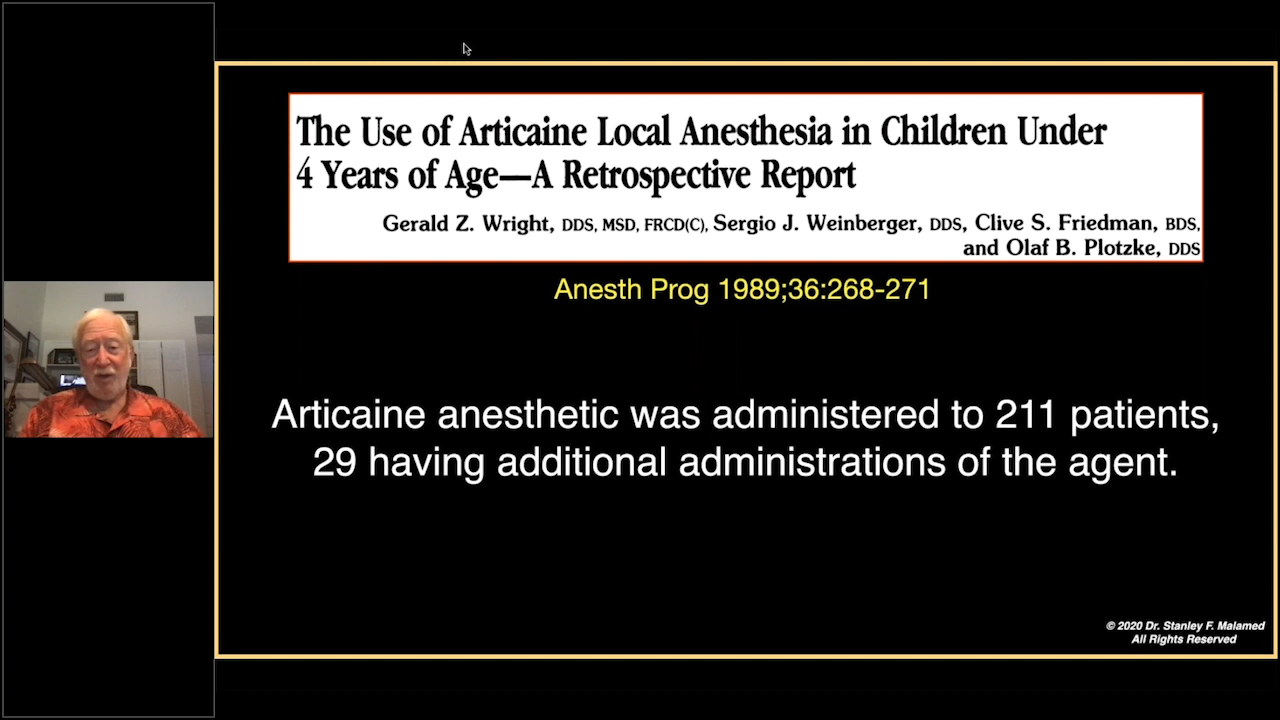 The Use of Articaine Local Anesthesia in Children Under
4 Years of Age—A Retrospective Report
Gerald Z. Wright, DDS, MSD, FRCD(C), Sergio J. Weinberger, DDS, Clive S. Friedman, BDS,
and Olaf B. Plotzke, DDS
Anesth Prog 1989;36:268-271
Articaine anesthetic was administered to 211 patients,
29 having additional administrations of the agent.
© 2020 Dr. Stanley F. Malamed
All Rights Reserved